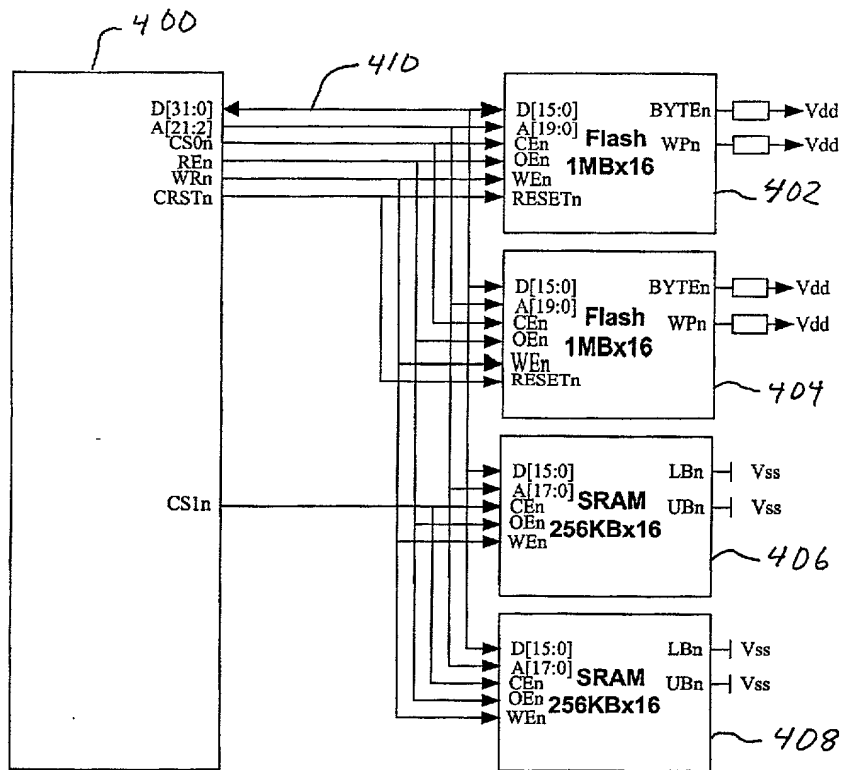 400
410
D[31:0]
A[21:2]
CS0n
REn
WRn
CRSTn
CS1n
D[15:0]
A[19:0]
CEn
OEn
WEn
RESETn
Flash
1MBx16
BYTEn
Vdd
WPn
Vdd
402
D[15:0]
A[19:0]
CEn
OEn
WEn
RESETn
Flash
1MBx16
BYTEn
Vdd
WPn
Vdd
404
D[15:0]
A[17:0]
CEn
OEn
WEn
SRAM
256KBx16
LBn
Vss
UBn
Vss
406
D[15:0]
A[17:0]
CEn
OEn
WEn
SRAM
256KBx16
LBn
Vss
UBn
Vss
408